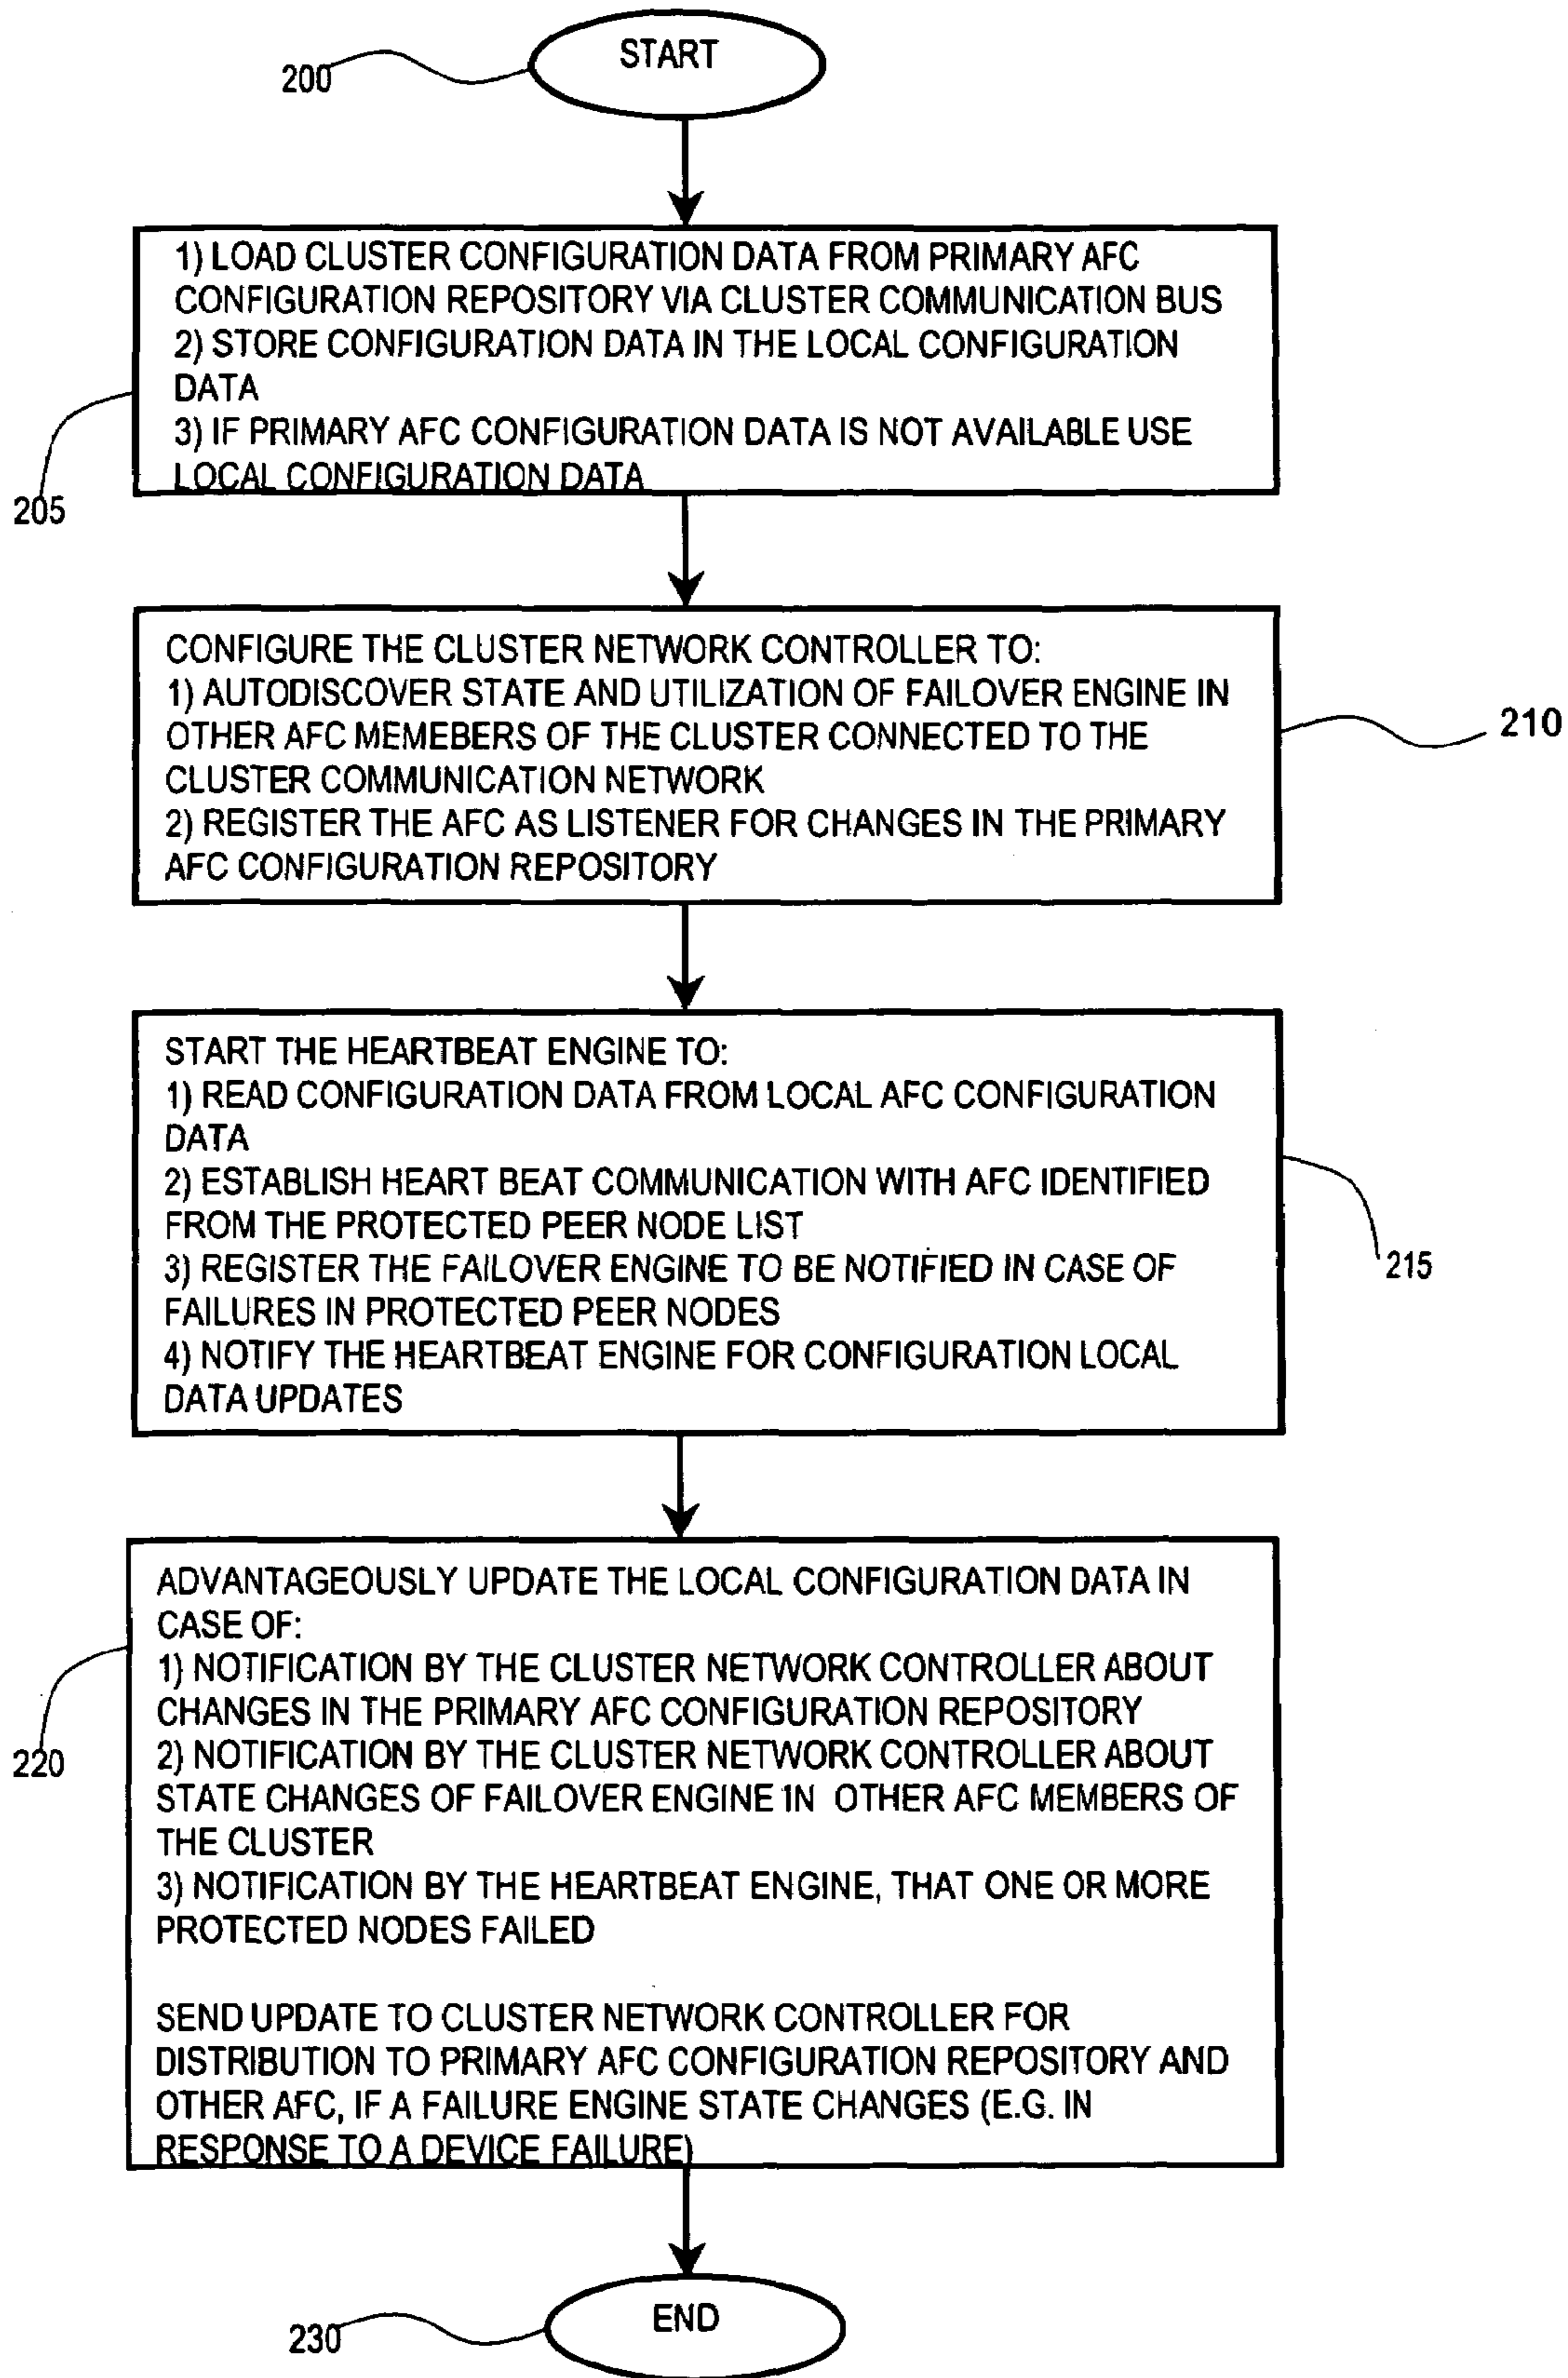 START
200
1) LOAD CLUSTER CONFIGURATION DATA FROM PRIMARY AFC
CONFIGURATION REPOSITORY VIA CLUSTER COMMUNICATION BUS
2) STORE CONFIGURATION DATA IN THE LOCAL CONFIGURATION
DATA
3) IF PRIMARY AFC CONFIGURATION DATA IS NOT AVAILABLE USE
LOCAL CONFIGURATION DATA
205
CONFIGURE THE CLUSTER NETWORK CONTROLLER TO:
1) AUTODISCOVER STATE AND UTILIZATION OF FAILOVER ENGINE IN
OTHER AFC MEMEBERS OF THE CLUSTER CONNECTED TO THE
CLUSTER COMMUNICATION NETWORK
2) REGISTER THE AFC AS LISTENER FOR CHANGES IN THE PRIMARY
AFC CONFIGURATION REPOSITORY
210
START THE HEARTBEAT ENGINE TO:
1) READ CONFIGURATION DATA FROM LOCAL AFC CONFIGURATION
DATA
2) ESTABLISH HEART BEAT COMMUNICATION WITH AFC IDENTIFIED
FROM THE PROTECTED PEER NODE LIST
3) REGISTER THE FAILOVER ENGINE TO BE NOTIFIED IN CASE OF
FAILURES IN PROTECTED PEER NODES
4) NOTIFY THE HEARTBEAT ENGINE FOR CONFIGURATION LOCAL
DATA UPDATES
215
ADVANTAGEOUSLY UPDATE THE LOCAL CONFIGURATION DATA IN
CASE OF:
1) NOTIFICATION BY THE CLUSTER NETWORK CONTROLLER ABOUT
CHANGES IN THE PRIMARY AFC CONFIGURATION REPOSITORY
2) NOTIFICATION BY THE CLUSTER NETWORK CONTROLLER ABOUT
STATE CHANGES OF FAILOVER ENGINE IN OTHER AFC MEMBERS OF
THE CLUSTER
3) NOTIFICATION BY THE HEARTBEAT ENGINE, THAT ONE OR MORE
PROTECTED NODES FAILED
SEND UPDATE TO CLUSTER NETWORK CONTROLLER FOR
DISTRIBUTION TO PRIMARY AFC CONFIGURATION REPOSITORY AND
OTHER AFC, IF A FAILURE ENGINE STATE CHANGES (E.G. IN
RESPONSE TO A DEVICE FAILURE)
220
END
230